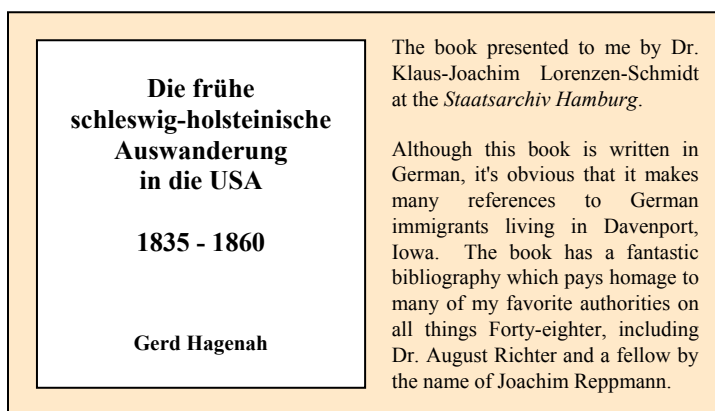 Die frühe
schleswig-holsteinische
Auswanderung
in die USA
1835 - 1860
Gerd Hagenah
The book presented to me by Dr.
Klaus-Joachim Lorenzen-Schmidt
at the Staatsarchiv Hamburg.
Although this book is written in
German, it's obvious that it makes
many references to German
immigrants living in Davenport,
Iowa. The book has a fantastic
bibliography which pays homage to
many of my favorite authorities on
all things Forty-eighter, including
Dr. August Richter and a fellow by
the name of Joachim Reppmann.